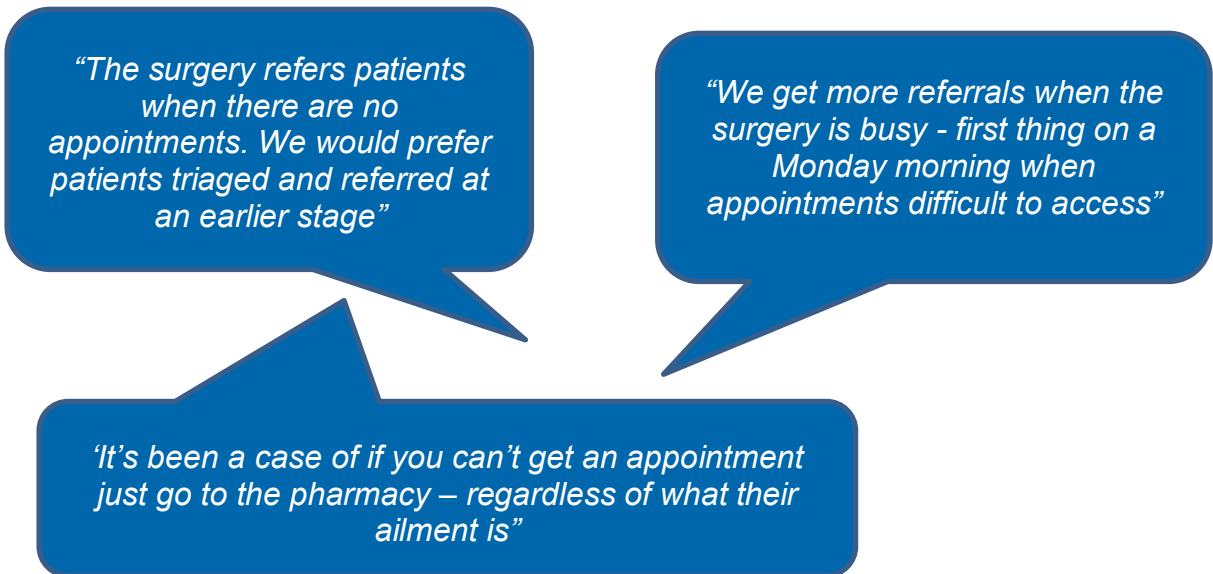 “The surgery refers patients
when there are no
appointments. We would prefer
patients triaged and referred at
an earlier stage”
“We get more referrals when the
surgery is busy - first thing on a
Monday morning when
appointments difficult to access”
‘It’s been a case of if you can’t get an appointment
just go to the pharmacy – regardless of what their
ailment is”